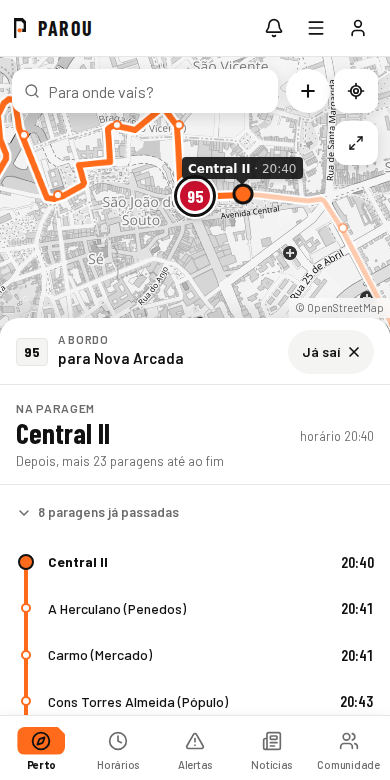 PAROU
São Vicente
Para onde vais?
Rua de Santa Margarida
Central II · 20:40
95
São João do
Souto
Avenida Central
Sé
Rua do Anjo
Rua 25 de Abril
© OpenStreetMap
95
A BORDO
para Nova Arcada
Já saí
NA PARAGEM
Central II
horário 20:40
Depois, mais 23 paragens até ao fim
8 paragens já passadas
Central II 20:40
A Herculano (Penedos) 20:41
Carmo (Mercado) 20:41
Cons Torres Almeida (Pópulo) 20:43
Perto
Horários
Alertas
Notícias
Comunidade